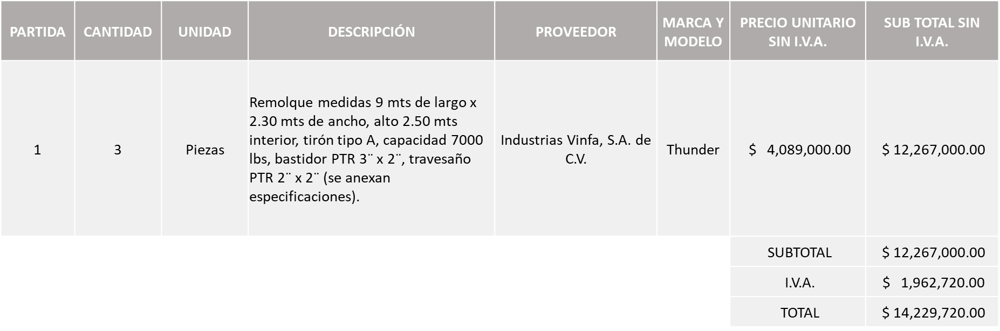 PARTIDA
CANTIDAD
UNIDAD
DESCRIPCIÓN
PROVEEDOR
MARCA Y
MODELO
PRECIO UNITARIO
SIN I.V.A.
SUB TOTAL SIN
I.V.A.
1
3
Piezas
Remolque medidas 9 mts de largo x
2.30 mts de ancho, alto 2.50 mts
interior, tirón tipo A, capacidad 7000
lbs, bastidor PTR 3¨ x 2¨, travesaño
PTR 2¨ x 2¨ (se anexan
especificaciones).
Industrias Vinfa, S.A. de
C.V.
Thunder
$ 4,089,000.00
$ 12,267,000.00
SUBTOTAL
$ 12,267,000.00
I.V.A.
$ 1,962,720.00
TOTAL
$ 14,229,720.00